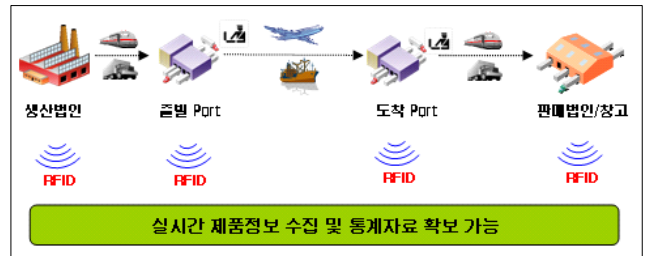 생산법인
출발 Port
도착 Port
판매법인/창고
RFID
RFID
RFID
RFID
실시간 제품정보 수집 및 통계자료 확보 가능